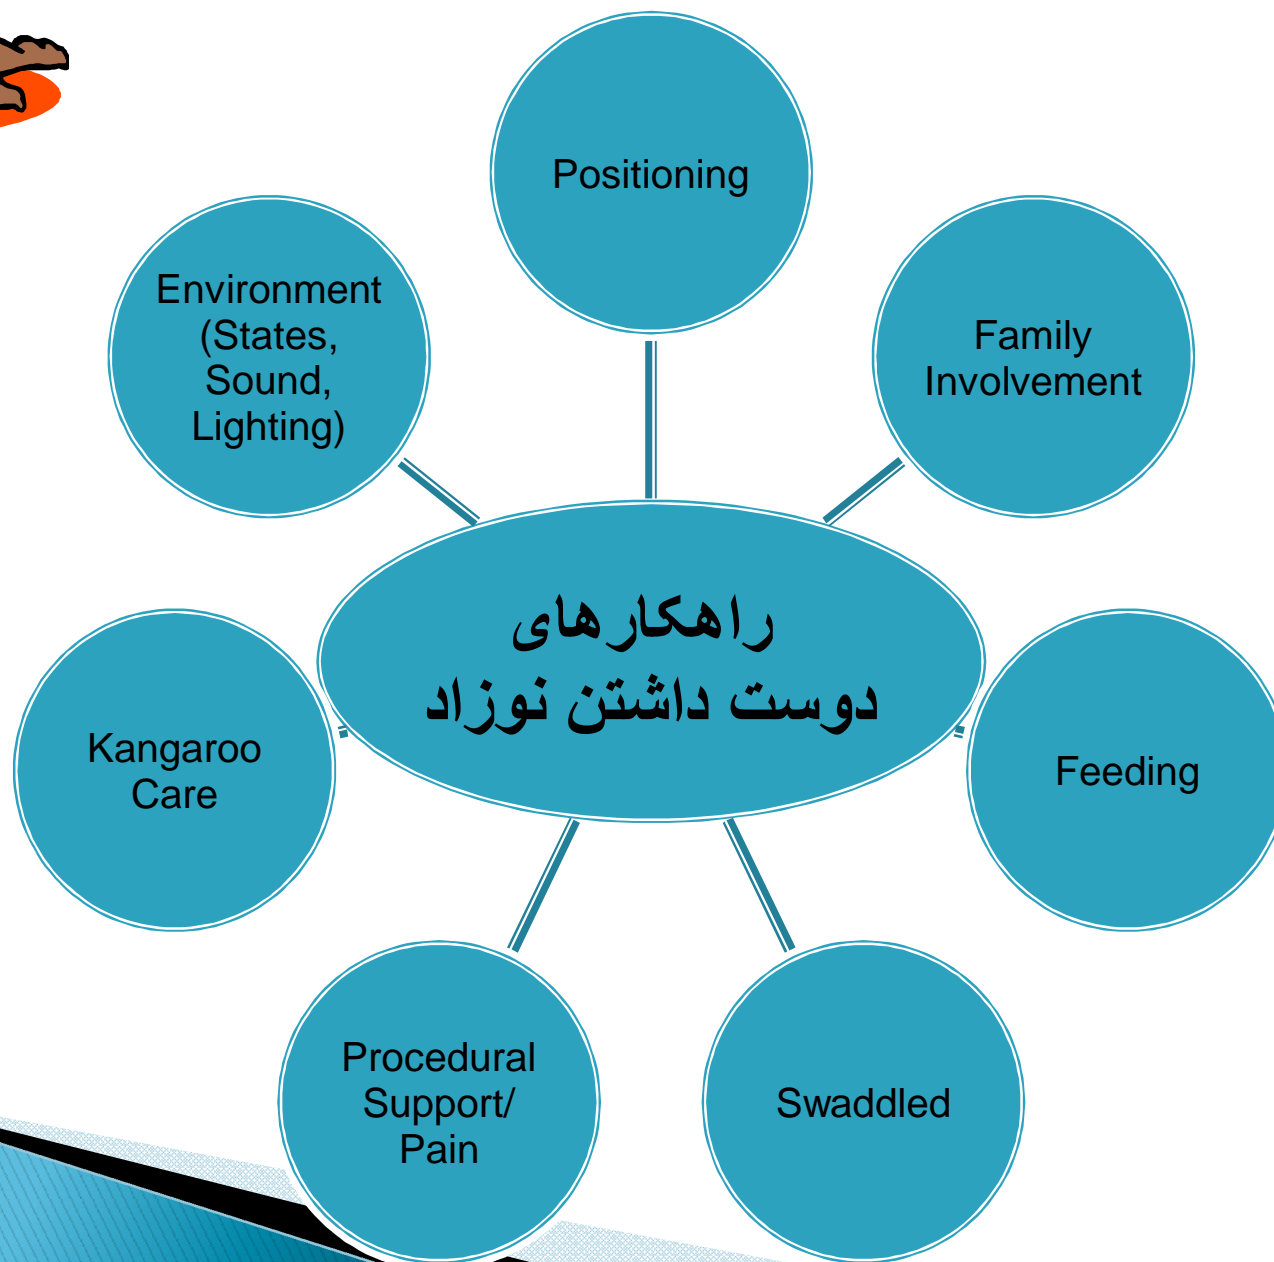 Positioning
Environment
(States,
Sound,
Lighting)
Family
Involvement
راهکارهای
دوست داشتن نوزاد
Kangaroo
Care
Feeding
Procedural
Support/
Pain
Swaddled